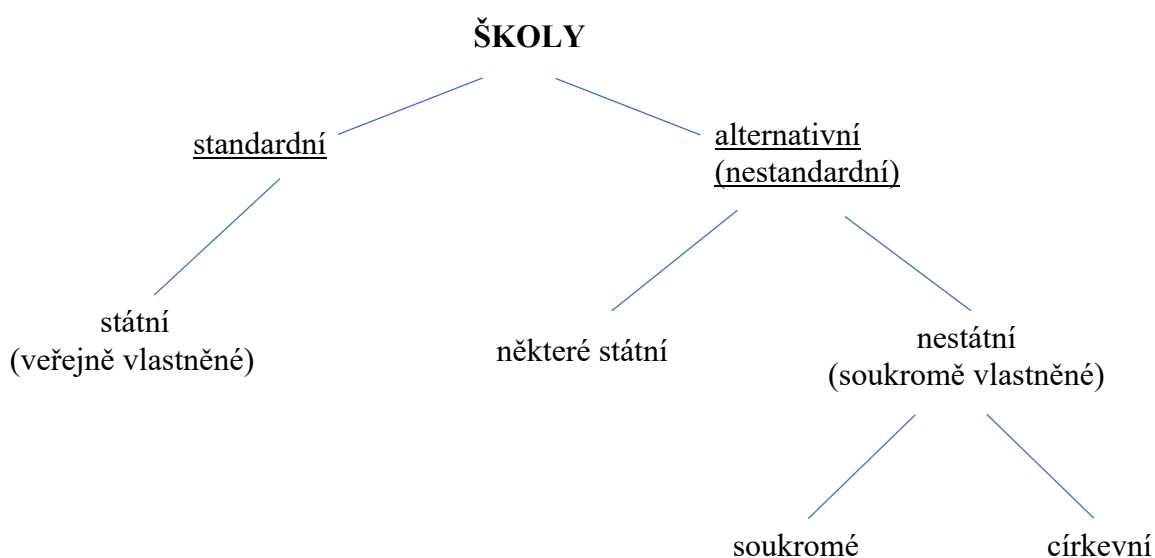 ŠKOLY
standardní
alternativní
(nestandardní)
státní
(veřejně vlastněné)
některé státní
nestátní
(soukromě vlastněné)
soukromé
církevní